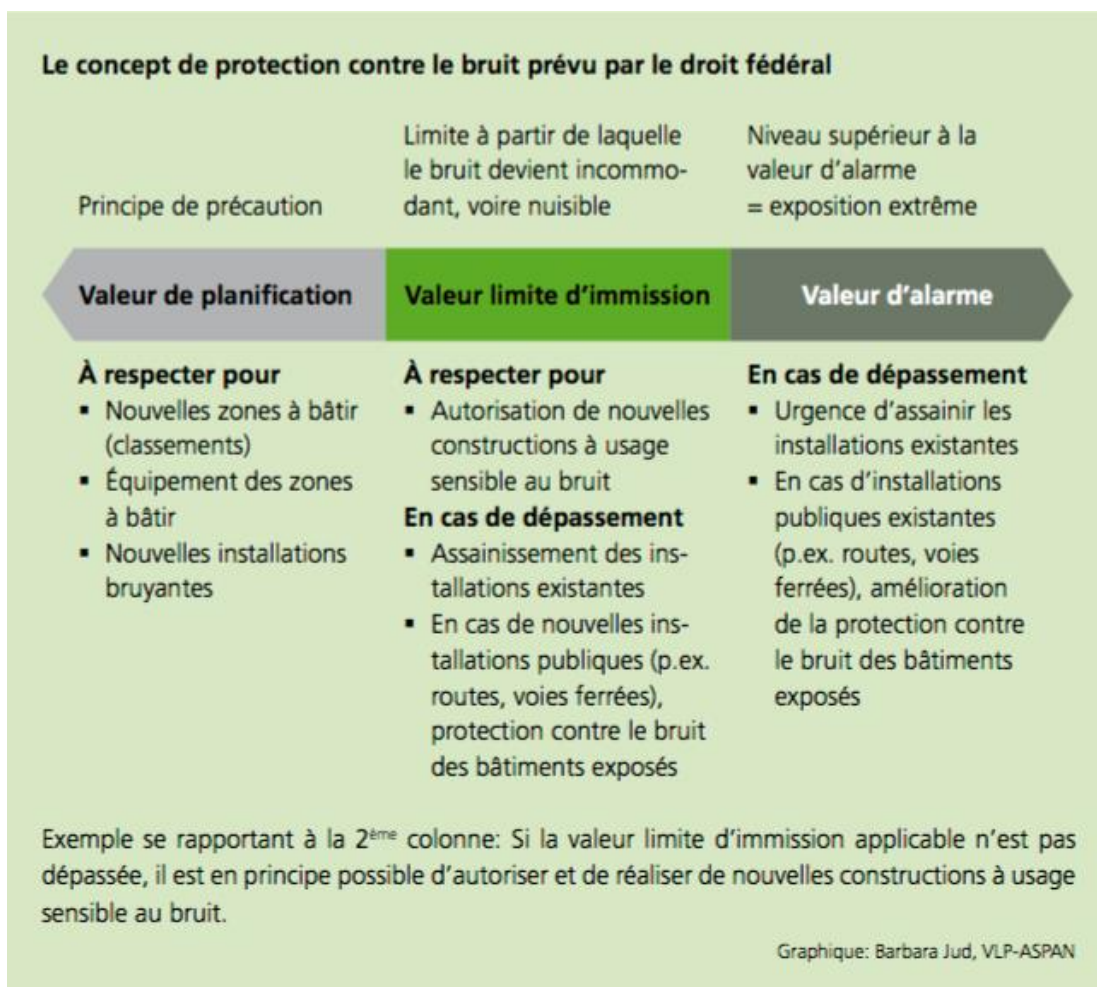 Le concept de protection contre le bruit prévu par le droit fédéral
Principe de précaution
Limite à partir de laquelle
le bruit devient incommo-
dant, voire nuisible
Niveau supérieur à la
valeur d'alarme
= exposition extrême
Valeur de planification
Valeur limite d'immission
Valeur d'alarme
À respecter pour
▪ Nouvelles zones à bâtir
(classements)
▪ Équipement des zones
à bâtir
▪ Nouvelles installations
bruyantes
À respecter pour
▪ Autorisation de nouvelles
constructions à usage
sensible au bruit
En cas de dépassement
▪ Assainissement des ins-
tallations existantes
▪ En cas de nouvelles ins-
tallations publiques (p.ex.
routes, voies ferrées),
protection contre le bruit
des bâtiments exposés
En cas de dépassement
▪ Urgence d'assainir les
installations existantes
▪ En cas d'installations
publiques existantes
(p.ex. routes, voies
ferrées), amélioration
de la protection contre
le bruit des bâtiments
exposés
Exemple se rapportant à la 2ème colonne: Si la valeur limite d'immission applicable n'est pas
dépassée, il est en principe possible d'autoriser et de réaliser de nouvelles constructions à usage
sensible au bruit.
Graphique: Barbara Jud, VLP-ASPAN